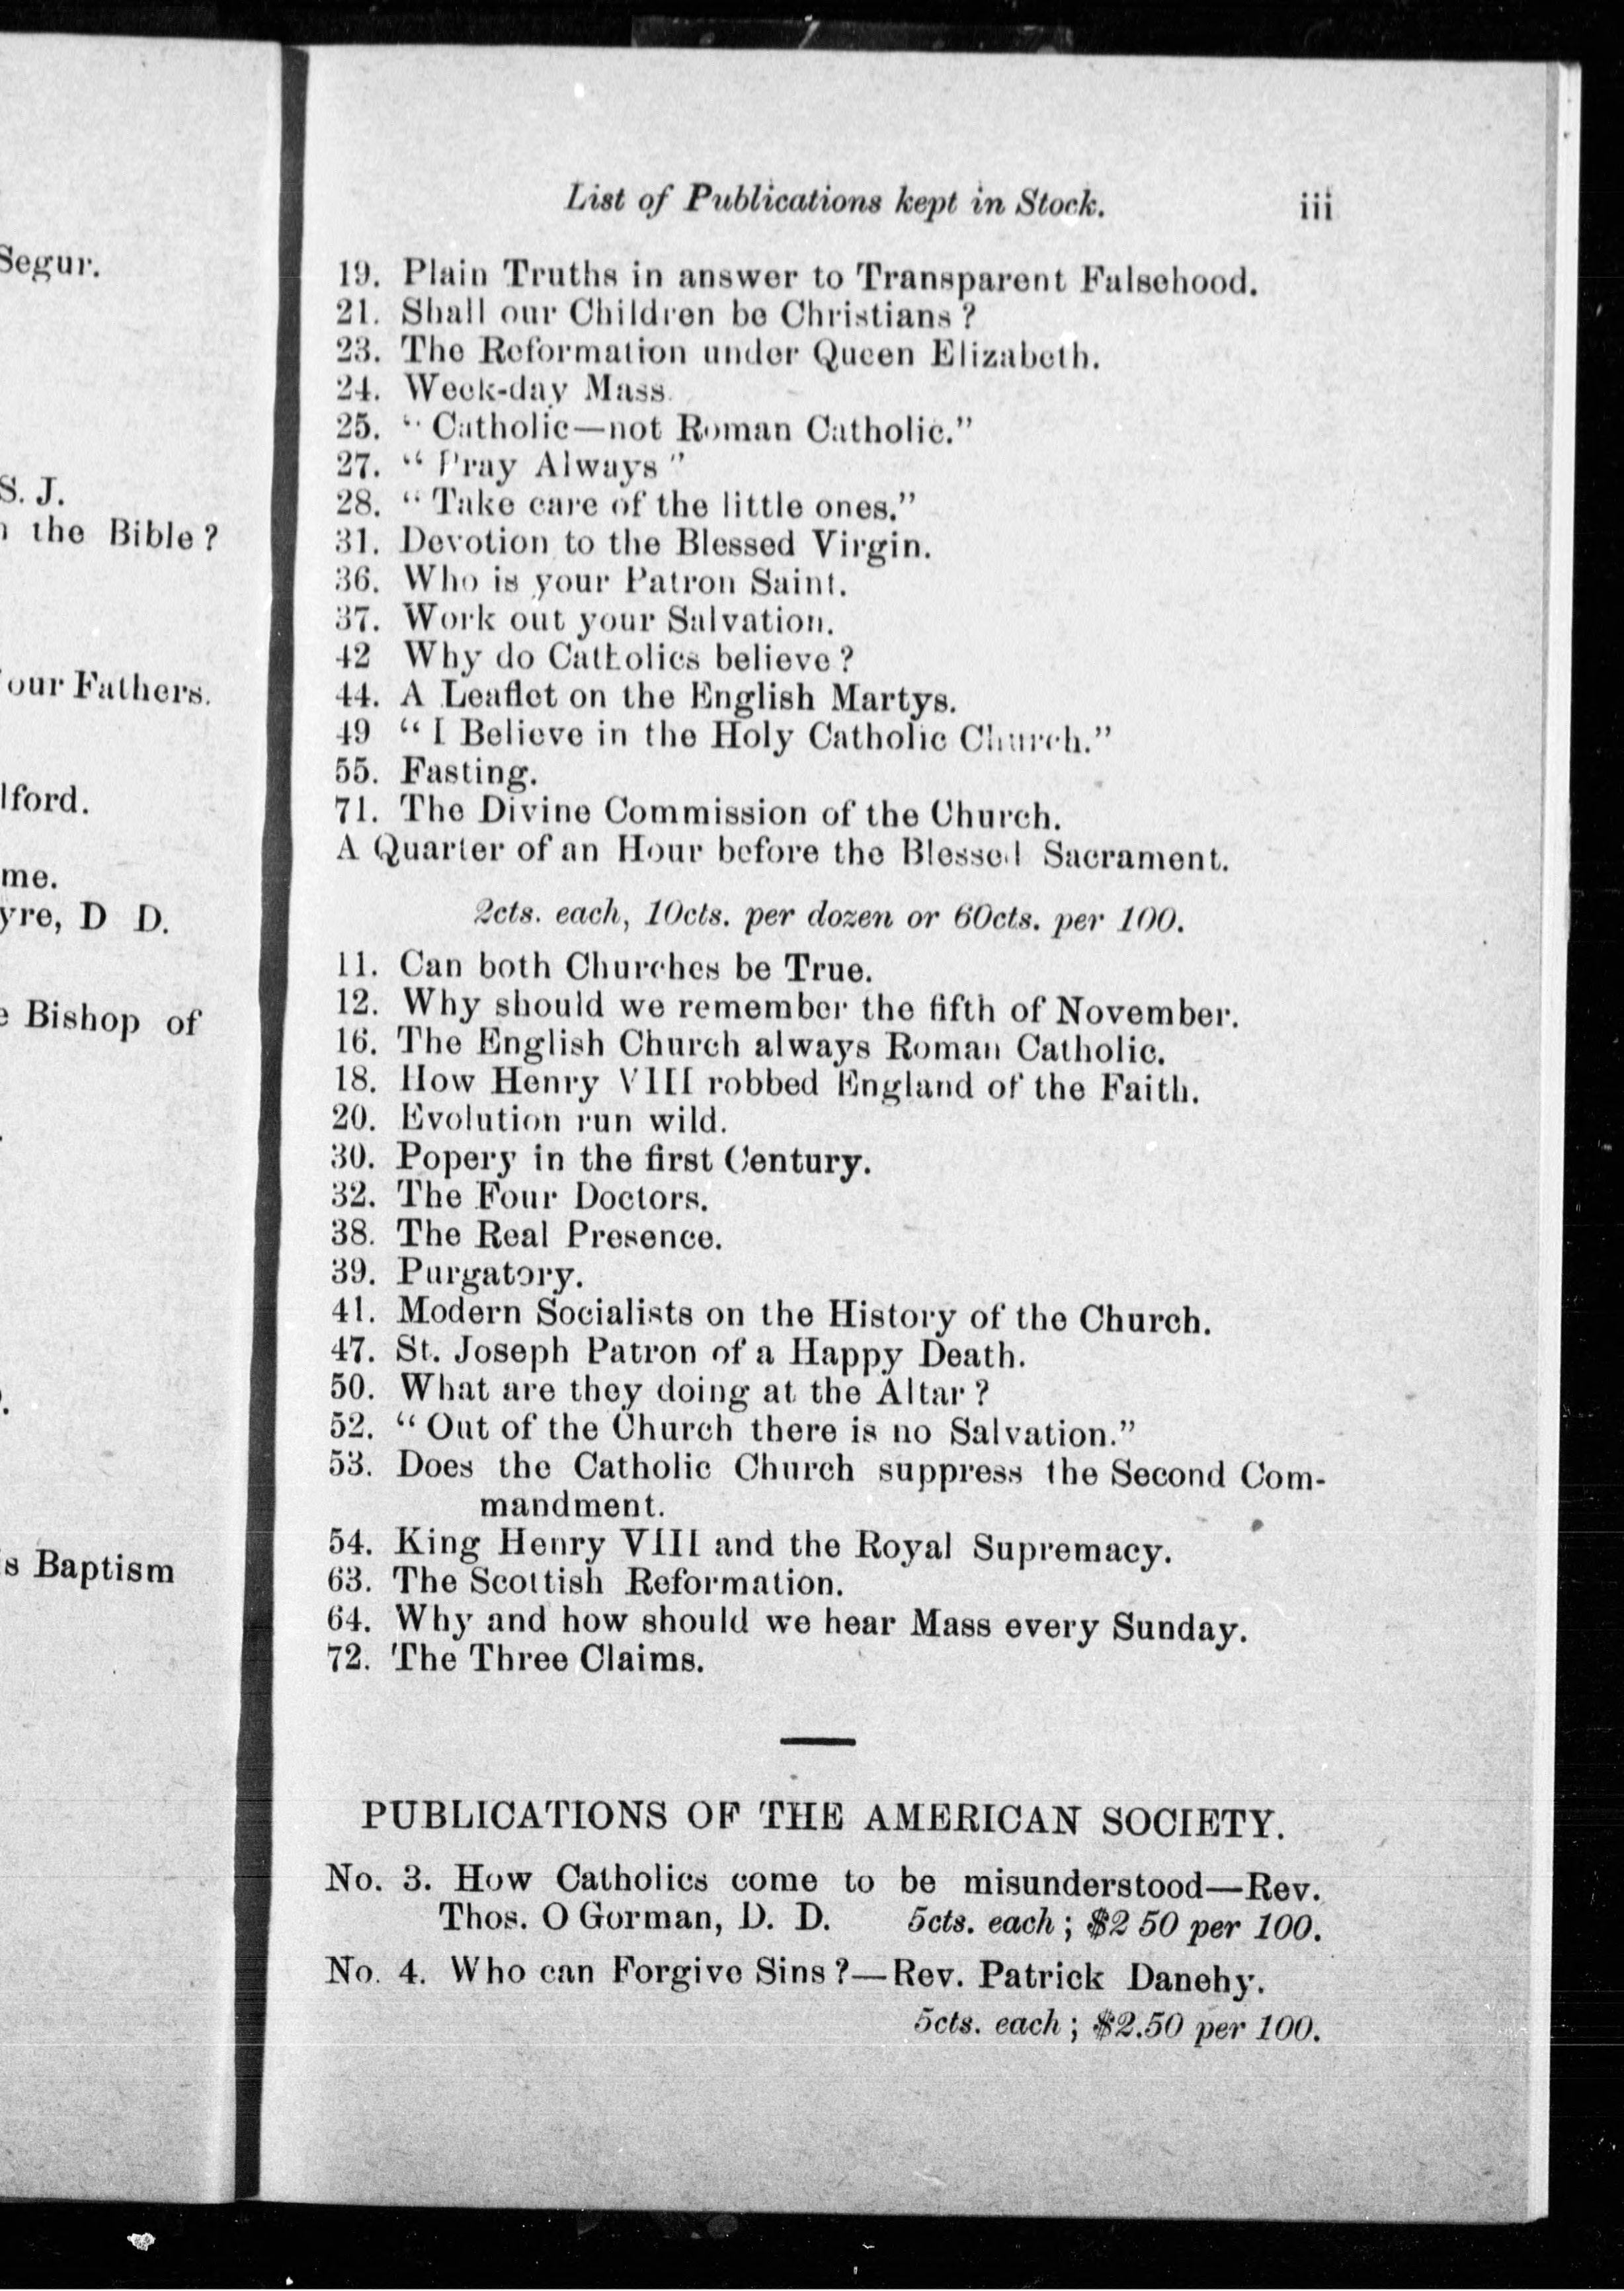 Segur.
S. J.
the Bible?
our Fathers.
lford.
me.
yre, D D.
Bishop of
s Baptism
List of Publications kept in Stock. iii
19. Plain Truths in answer to Transparent Falsehood.
21. Shall our Children be Christians?
23. The Reformation under Queen Elizabeth.
24. Week-day Mass.
25. "Catholic—not Roman Catholic."
27. "Pray Always"
28. "Take care of the little ones."
31. Devotion to the Blessed Virgin.
36. Who is your Patron Saint.
37. Work out your Salvation.
42 Why do Catholics believe?
44. A Leaflet on the English Martys.
49 "I Believe in the Holy Catholic Church."
55. Fasting.
71. The Divine Commission of the Church.
A Quarter of an Hour before the Blessed Sacrament.
2cts. each, 10cts. per dozen or 60cts. per 100.
11. Can both Churches be True.
12. Why should we remember the fifth of November.
16. The English Church always Roman Catholic.
18. How Henry VIII robbed England of the Faith.
20. Evolution run wild.
30. Popery in the first Century.
32. The Four Doctors.
38. The Real Presence.
39. Purgatory.
41. Modern Socialists on the History of the Church.
47. St. Joseph Patron of a Happy Death.
50. What are they doing at the Altar?
52. "Out of the Church there is no Salvation."
53. Does the Catholic Church suppress the Second Com-
mandment.
54. King Henry VIII and the Royal Supremacy.
63. The Scottish Reformation.
64. Why and how should we hear Mass every Sunday.
72. The Three Claims.
PUBLICATIONS OF THE AMERICAN SOCIETY.
No. 3. How Catholics come to be misunderstood—Rev.
Thos. O Gorman, D. D. 5cts. each; $2 50 per 100.
No. 4. Who can Forgive Sins?—Rev. Patrick Danehy.
5cts. each; $2.50 per 100.